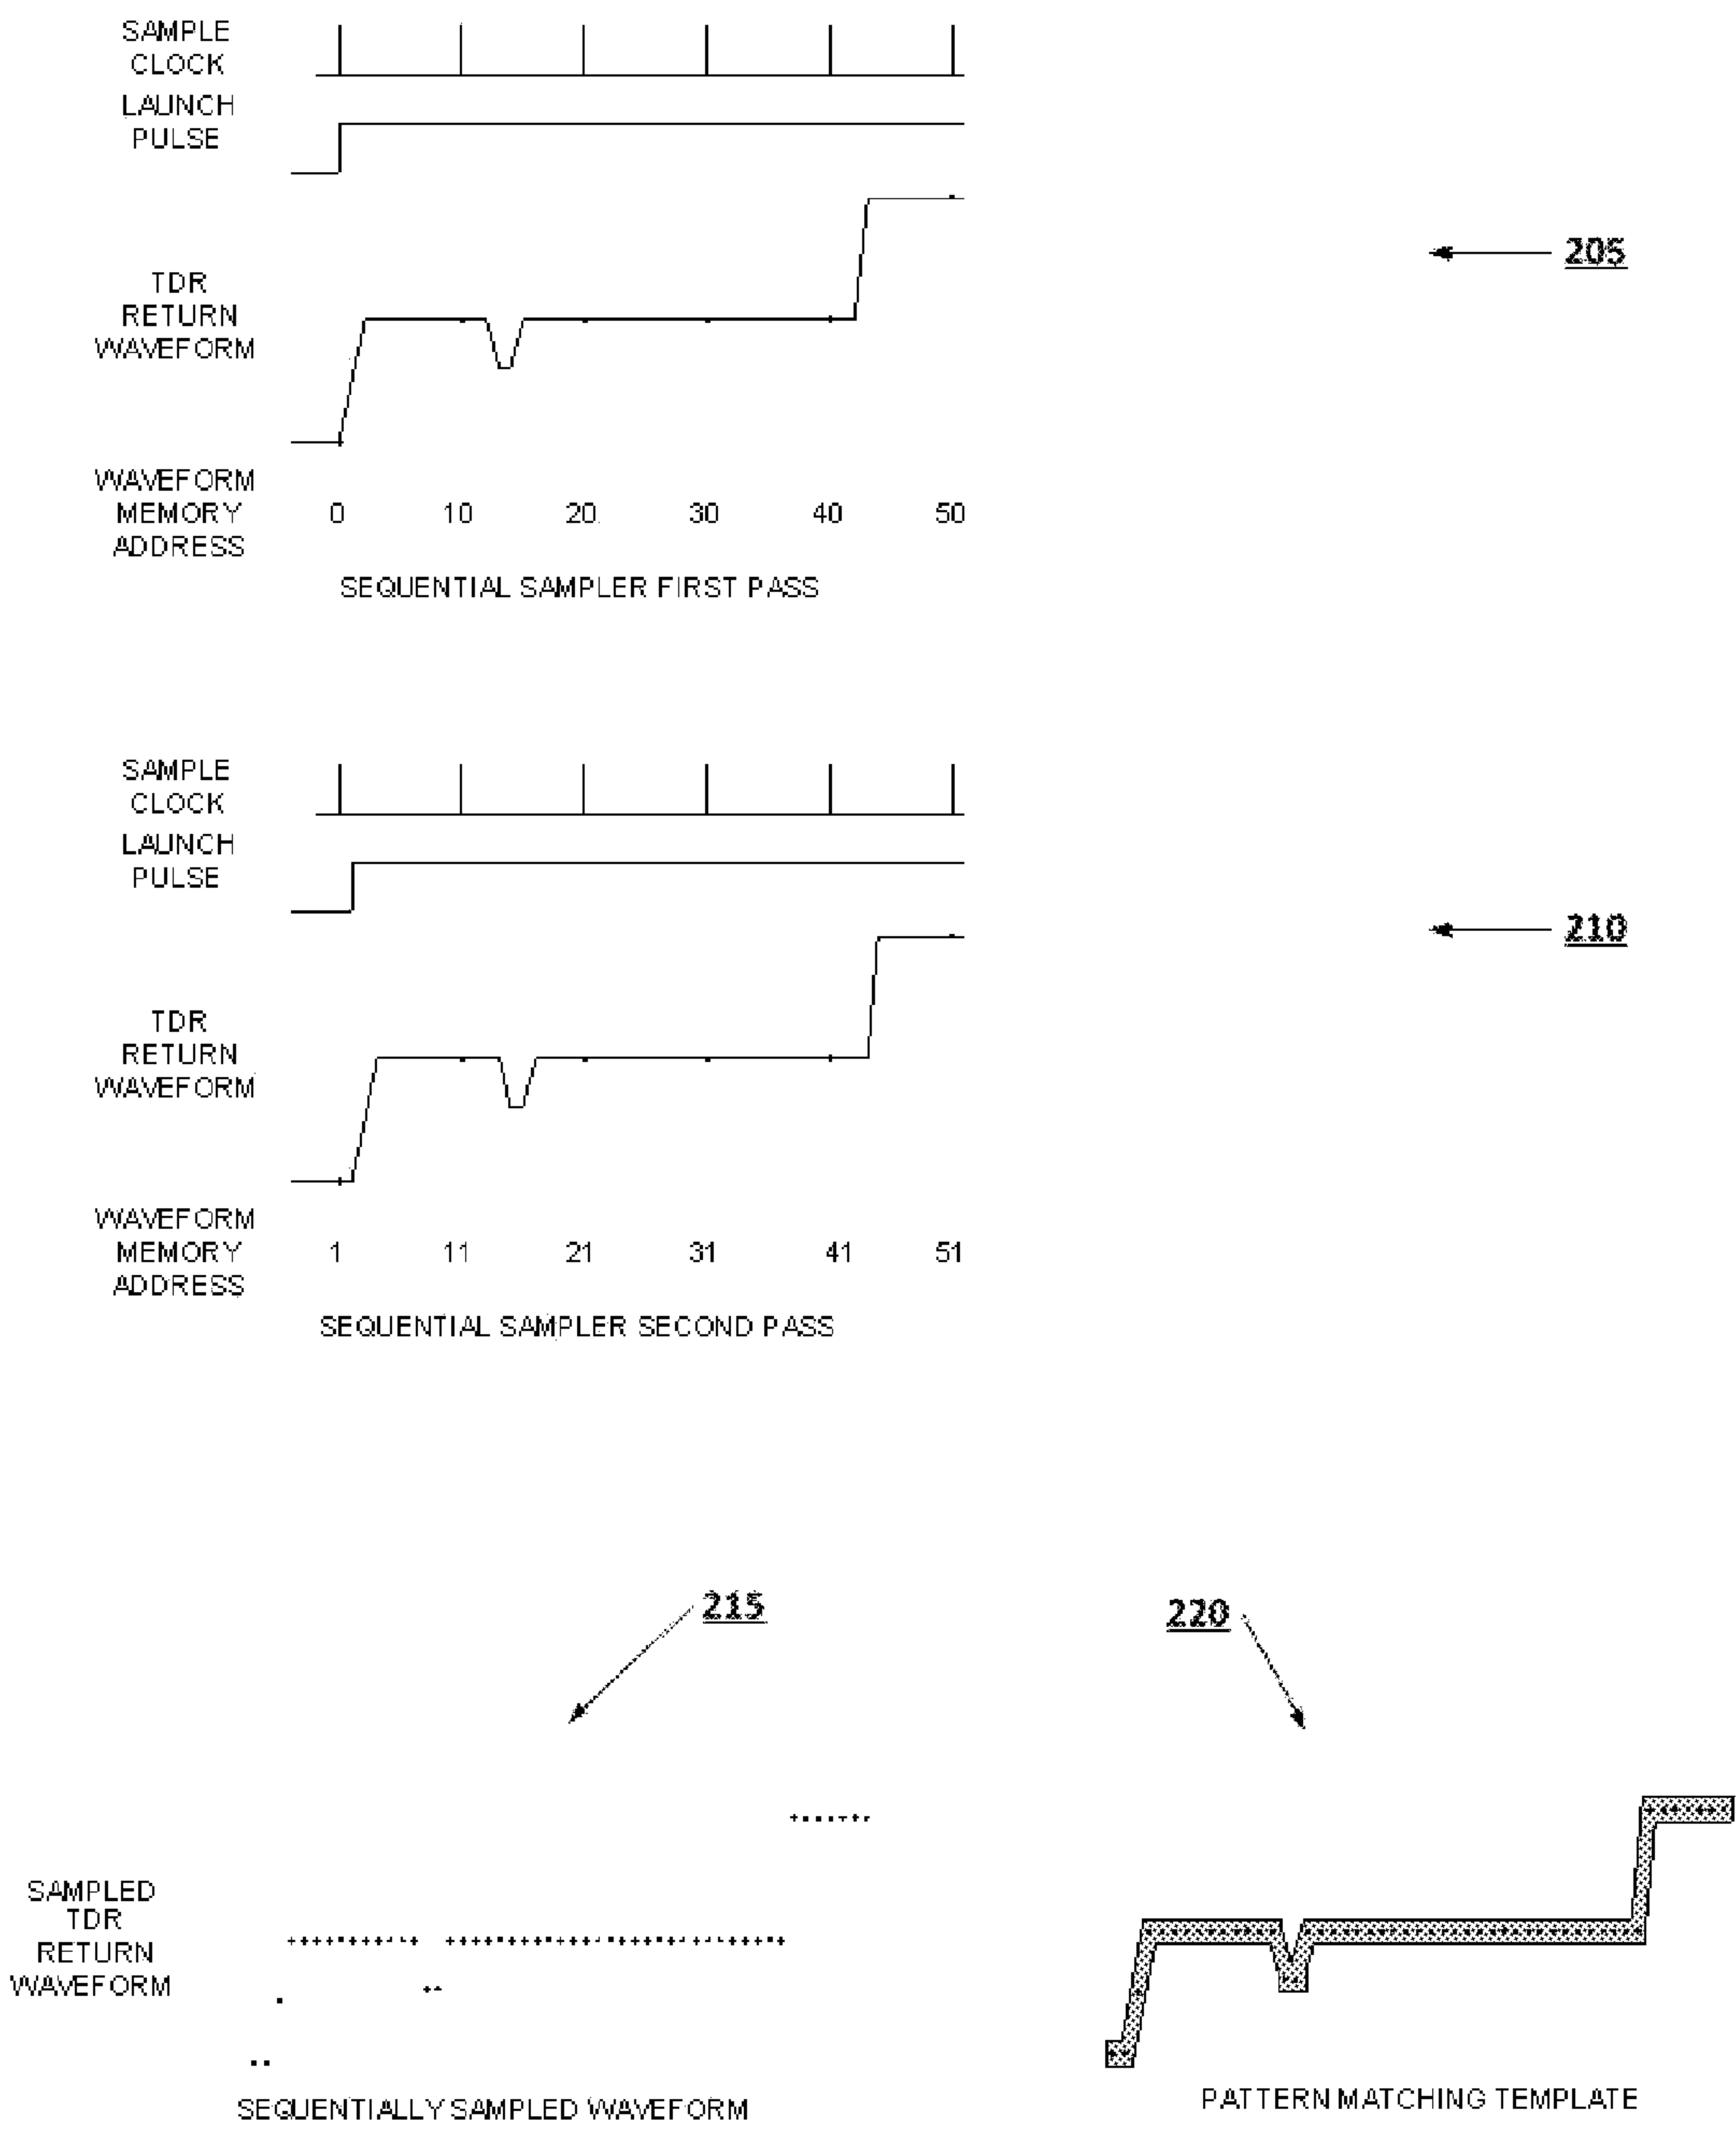 SAMPLE
CLOCK
LAUNCH
PULSE
205
TDR
RETURN
WAVEFORM
WAVEFORM
MEMORY
ADDRESS
0 10 20 30 40 50
SEQUENTIAL SAMPLER FIRST PASS
SAMPLE
CLOCK
LAUNCH
PULSE
210
TDR
RETURN
WAVEFORM
WAVEFORM
MEMORY
ADDRESS
1 11 21 31 41 51
SEQUENTIAL SAMPLER SECOND PASS
215
220
SAMPLED
TDR
RETURN
WAVEFORM
SEQUENTIALLY SAMPLED WAVEFORM
PATTERN MATCHING TEMPLATE